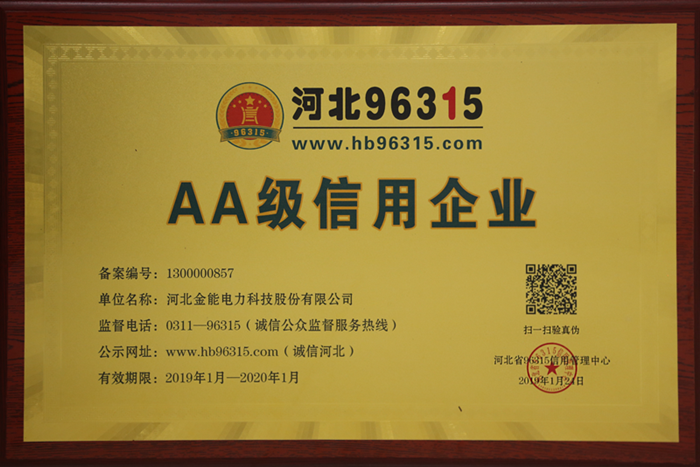 河北96315
96315
www.hb96315.com
AA级信用企业
备案编号：1300000857
单位名称：河北金能电力科技股份有限公司
监督电话：0311—96315（诚信公众监督服务热线）
公示网址：www.hb96315.com（诚信河北）
有效期限：2019年1月—2020年1月
扫一扫验真伪
河北省96315信用管理中心
2019年1月24日